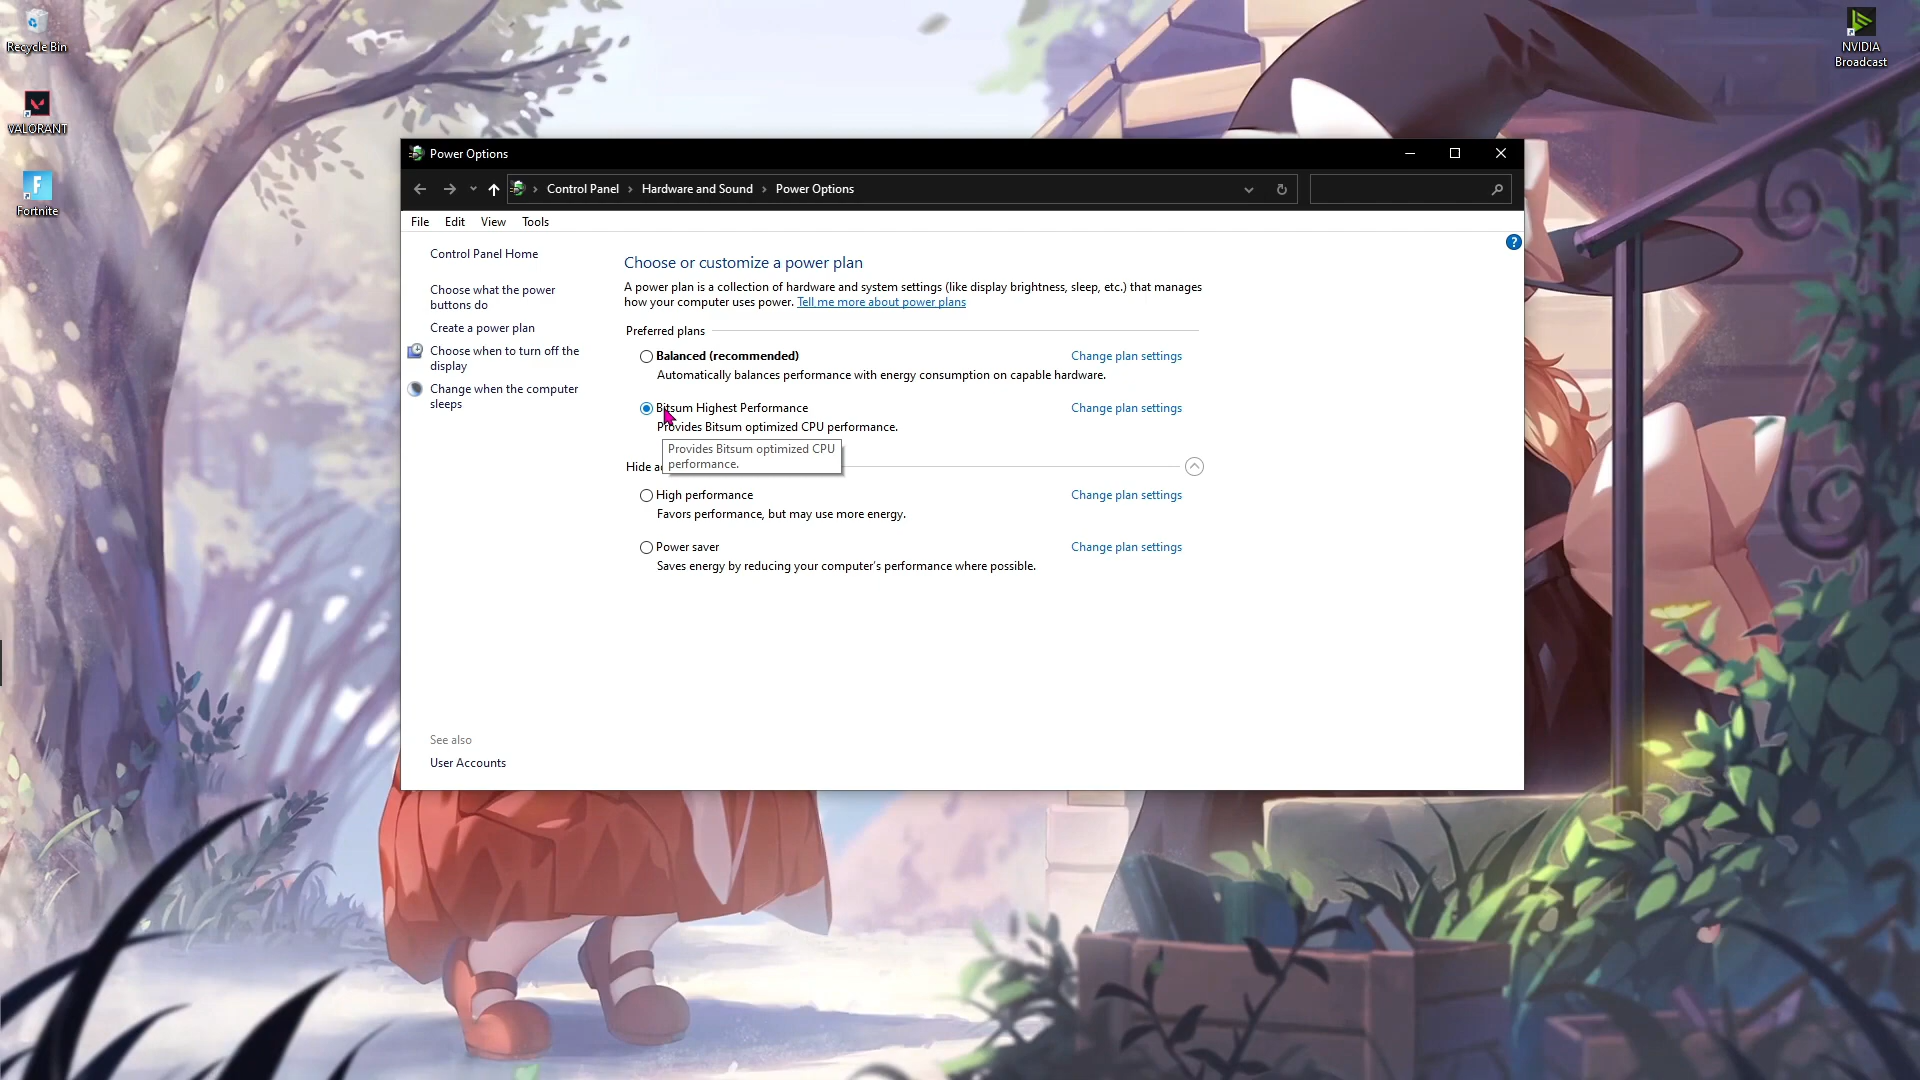 Recycle Bin
VALORANT
Fortnite
NVIDIA
Broadcast
Power Options
Control Panel > Hardware and Sound > Power Options
File Edit View Tools
Control Panel Home
Choose what the power
buttons do
Create a power plan
Choose when to turn off the
display
Change when the computer
sleeps
See also
User Accounts
?
Choose or customize a power plan
A power plan is a collection of hardware and system settings (like display brightness, sleep, etc.) that manages
how your computer uses power. Tell me more about power plans
Preferred plans
Balanced (recommended) Change plan settings
Automatically balances performance with energy consumption on capable hardware.
Bitsum Highest Performance Change plan settings
Provides Bitsum optimized CPU performance.
Provides Bitsum optimized CPU
performance.
Hide
High performance Change plan settings
Favors performance, but may use more energy.
Power saver Change plan settings
Saves energy by reducing your computer's performance where possible.